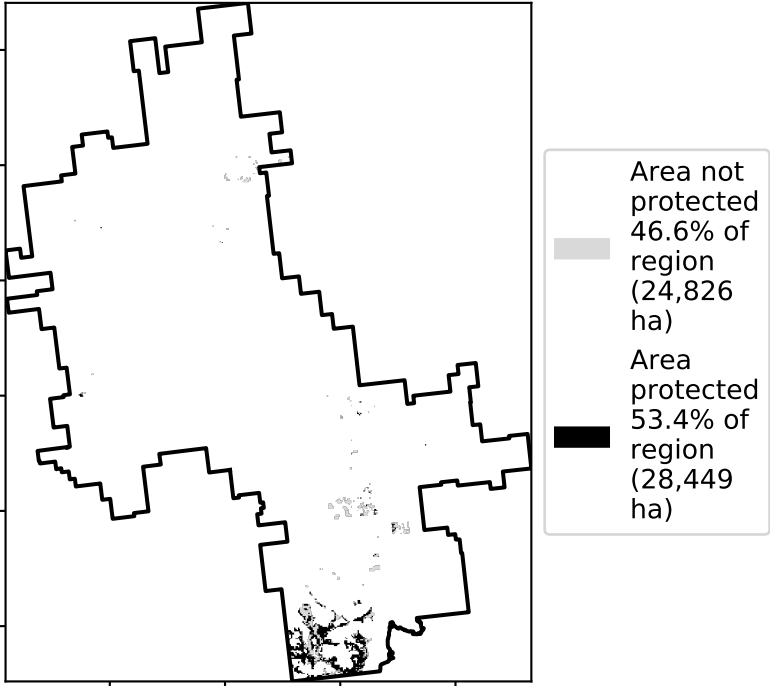 Area not
protected
46.6% of
region
(24,826
ha)
Area
protected
53.4% of
region
(28,449
ha)